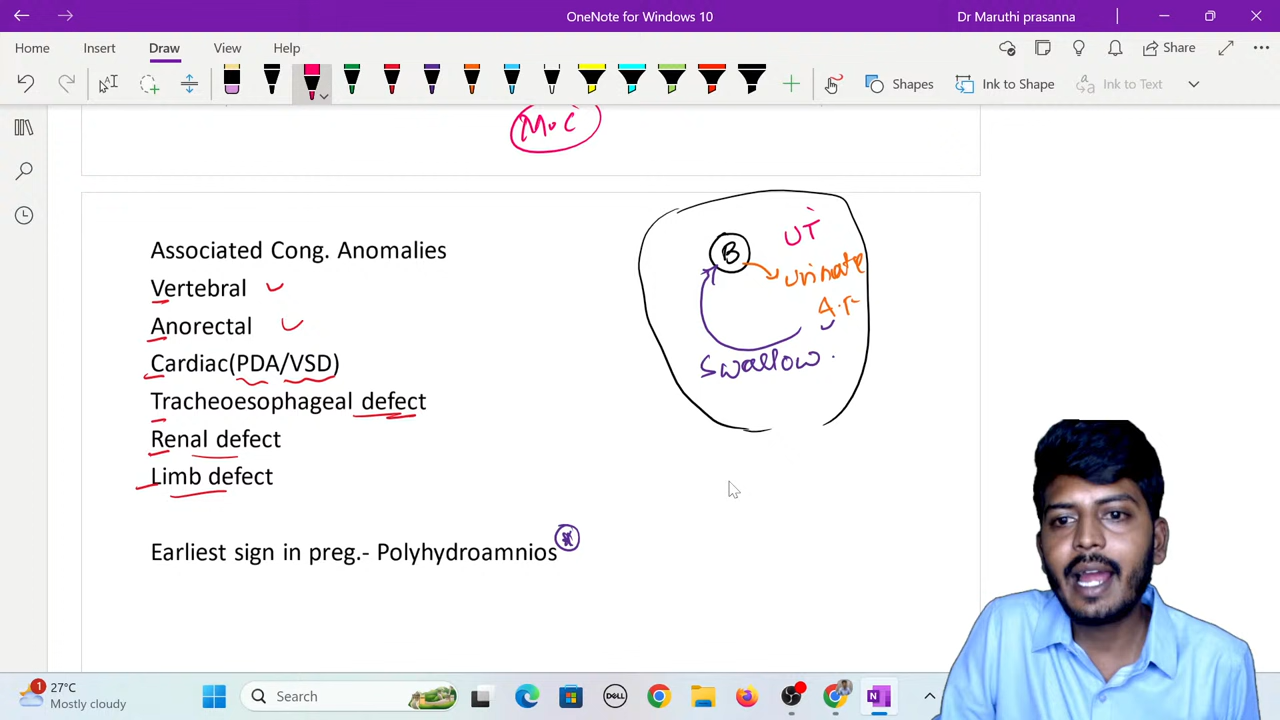 OneNote for Windows 10
Dr Maruthi prasanna
Home Insert Draw View Help
Share
Shapes
Ink to Shape
Ink to Text
M.C
Associated Cong. Anomalies
Vertebral
Anorectal
Cardiac(PDA/VSD)
Tracheoesophageal defect
Renal defect
Limb defect
Earliest sign in preg.- Polyhydroamnios
B
UT
urinate
A.F
Swallow
1
27°C
Mostly cloudy
Search
DELL